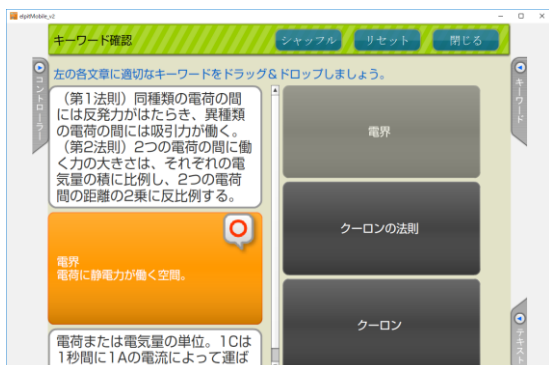 elpitMobile_v2
キーワード確認
シャッフル
リセット
閉じる
左の各文章に適切なキーワードをドラッグ＆ドロップしましょう。
コントローラー
キーワード
テキスト
（第1法則）同種類の電荷の間
には反発力がはたらき、異種類
の電荷の間には吸引力が働く。
（第2法則）2つの電荷の間に働
く力の大きさは、それぞれの電
気量の積に比例し、2つの電荷
間の距離の2乗に反比例する。
電界
電荷に静電力が働く空間。
電荷または電気量の単位。1Cは
1秒間に1Aの電流によって運ば
電界
クーロンの法則
クーロン